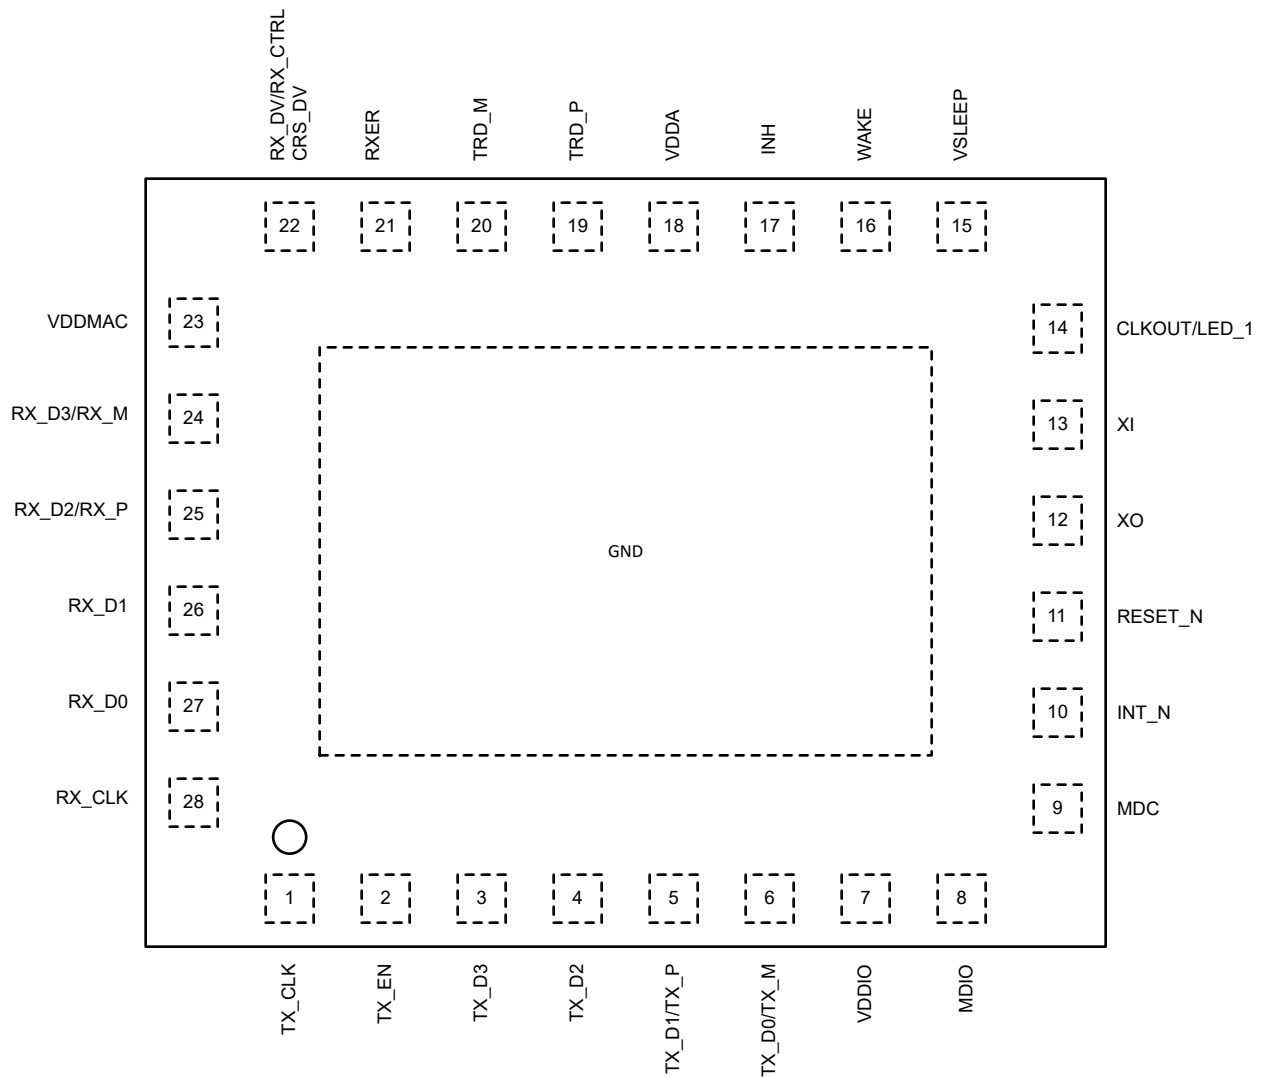 RX_DV/RX_CTRL
CRS_DV
RXER
TRD_M
TRD_P
VDDA
INH
WAKE
VSLEEP
22
21
20
19
18
17
16
15
VDDMAC
23
14
CLKOUT/LED_1
RX_D3/RX_M
24
13
XI
RX_D2/RX_P
25
12
XO
GND
RX_D1
26
11
RESET_N
RX_D0
27
10
INT_N
RX_CLK
28
9
MDC
1
2
3
4
5
6
7
8
TX_CLK
TX_EN
TX_D3
TX_D2
TX_D1/TX_P
TX_D0/TX_M
VDDIO
MDIO